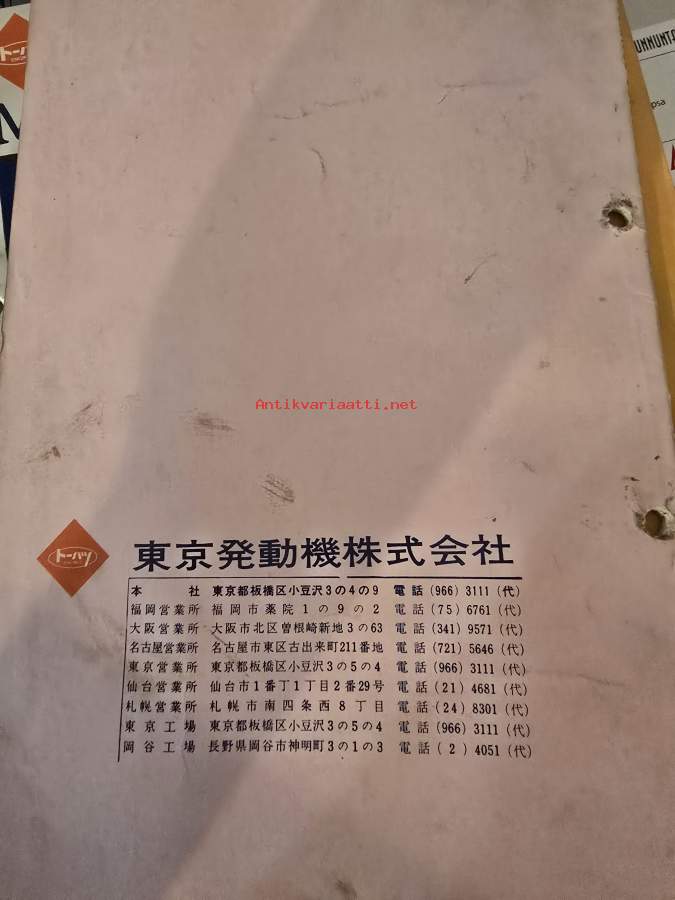 トーハツ
UNNUNTA
psa
Antikvariaatti.net
トーハツ
東京発動機株式会社
本社 東京都板橋区小豆沢3の4の9 電話 (966) 3111 (代)
福岡営業所 福岡市薬院1の9の2 電話 (75) 6761 (代)
大阪営業所 大阪市北区曽根崎新地3の63 電話 (341) 9571 (代)
名古屋営業所 名古屋市東区古出来町211番地 電話 (721) 5646 (代)
東京営業所 東京都板橋区小豆沢3の5の4 電話 (966) 3111 (代)
仙台営業所 仙台市1番丁1丁目2番29号 電話 (21) 4681 (代)
札幌営業所 札幌市南四条西8丁目 電話 (24) 8301 (代)
東京工場 東京都板橋区小豆沢3の5の4 電話 (966) 3111 (代)
岡谷工場 長野県岡谷市神明町3の1の3 電話 (2) 4051 (代)